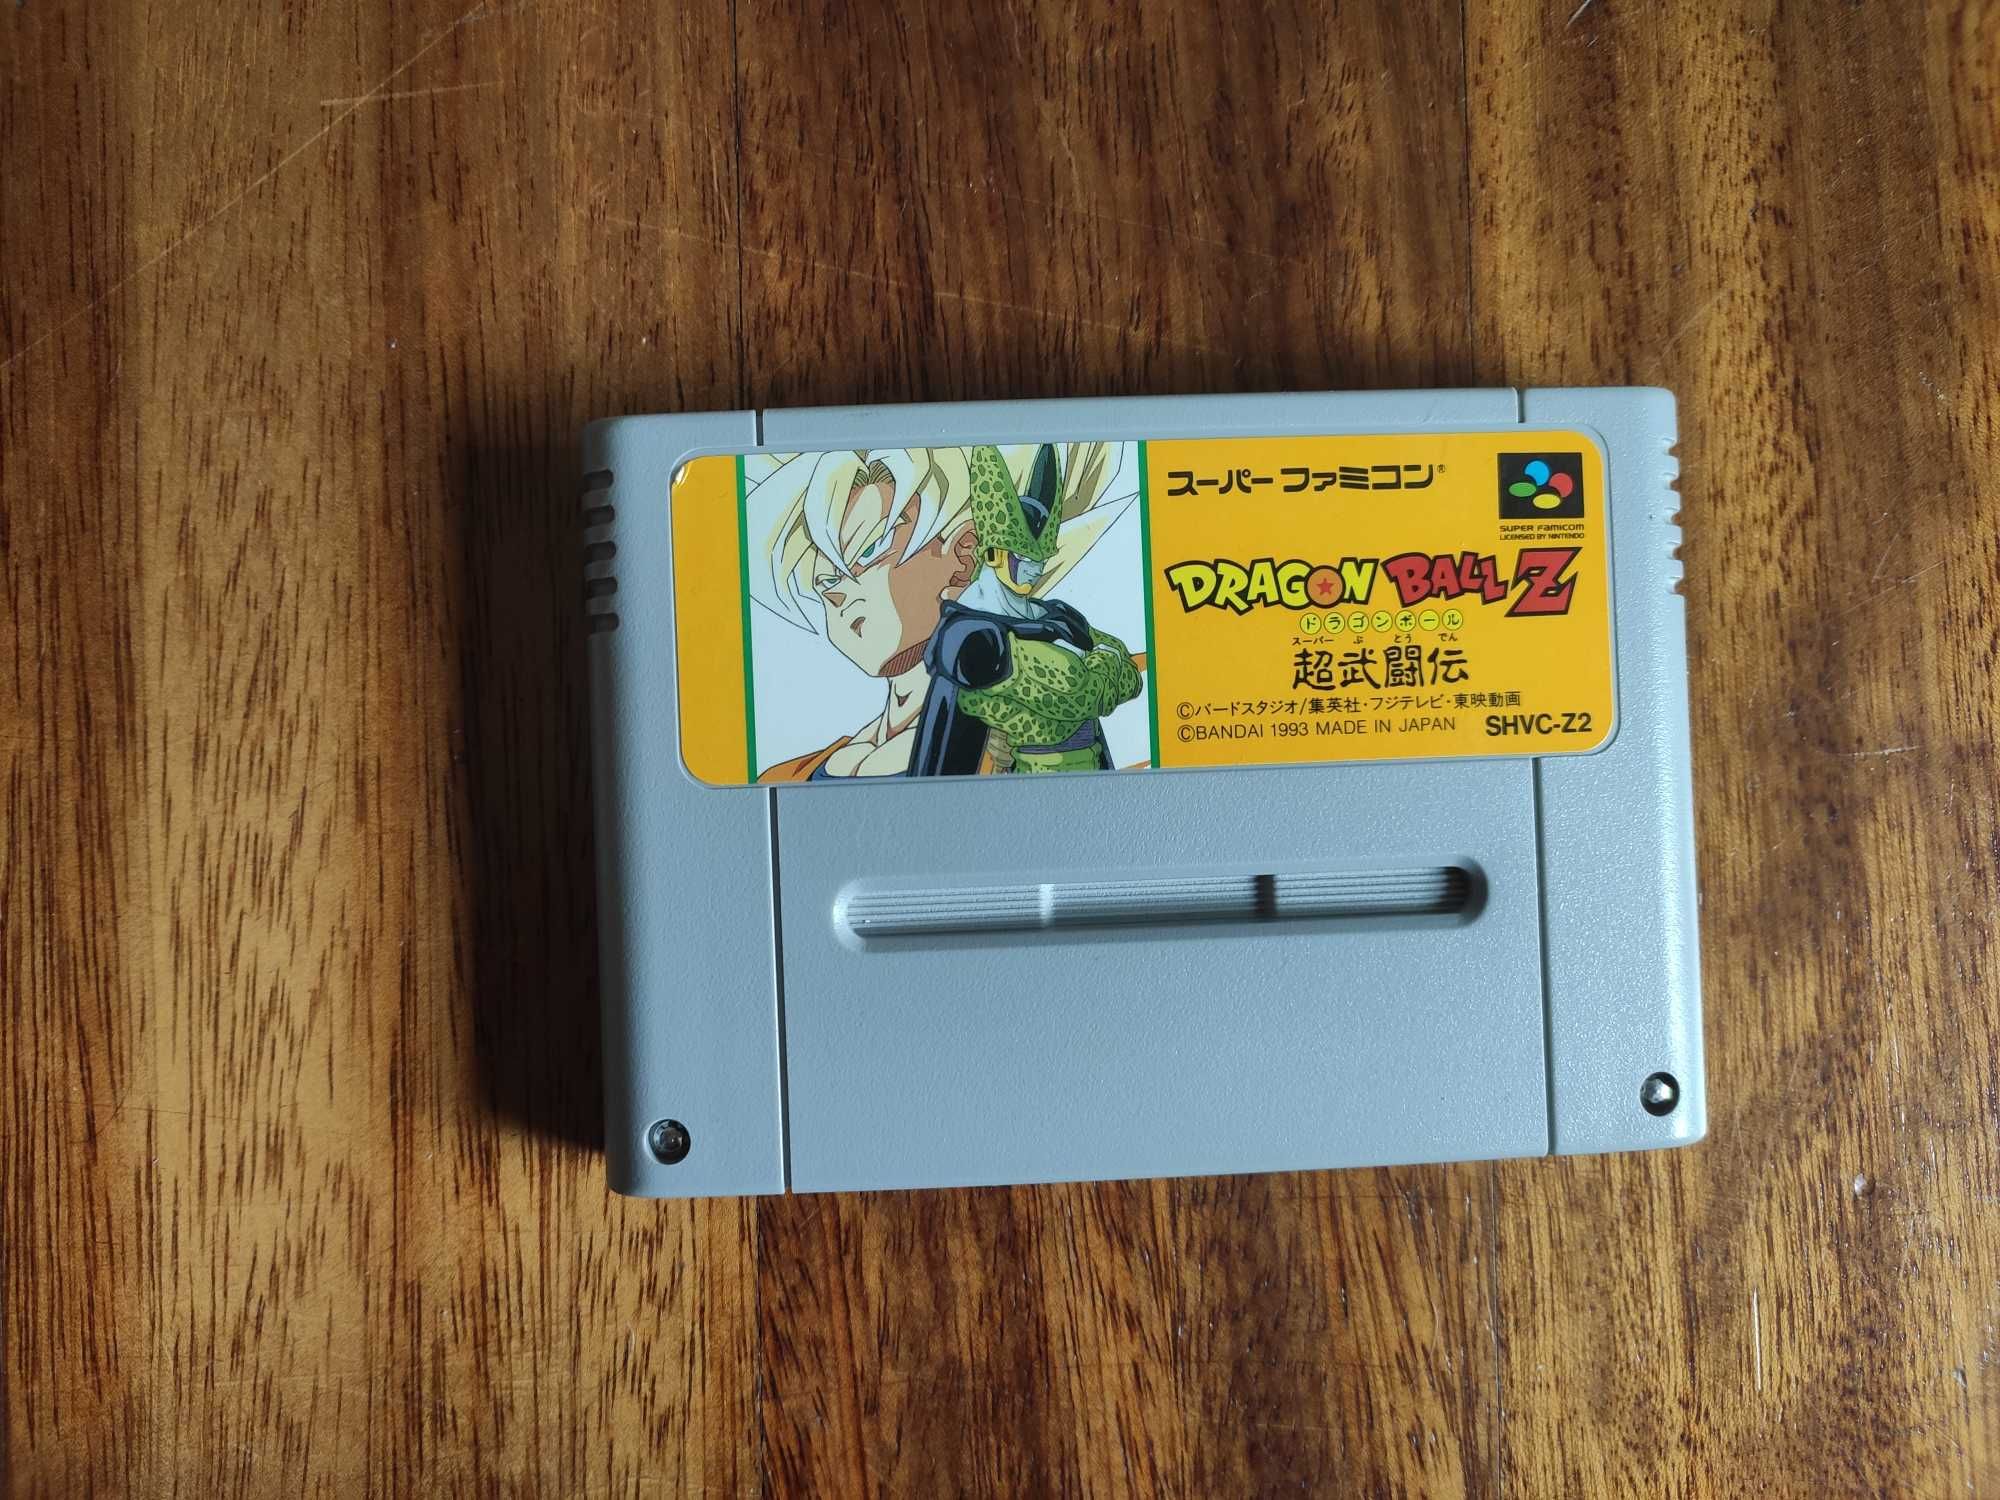 スーパーファミコン®
SUPER FAMICOM
LICENSED BY NINTENDO
DRAGON BALL Z
ドラゴンボール
スーパー ぶ とう でん
超武闘伝
©バードスタジオ/集英社・フジテレビ・東映動画
©BANDAI 1993 MADE IN JAPAN SHVC-Z2